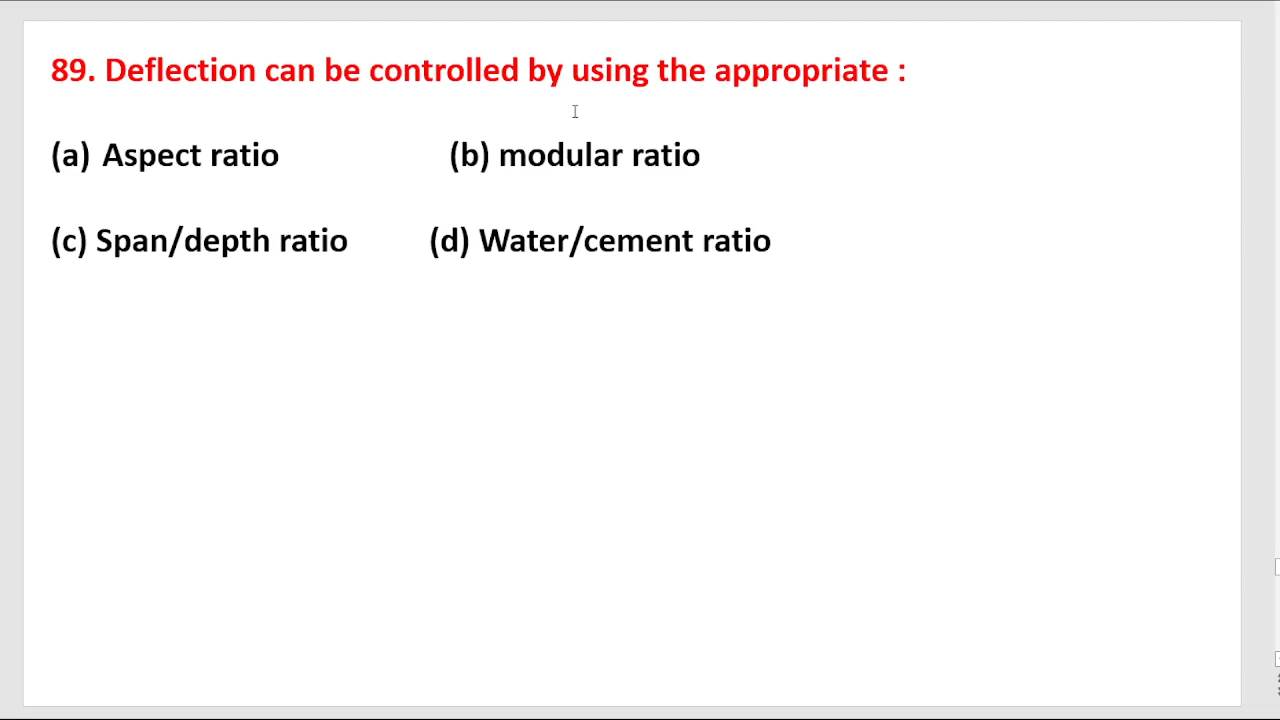 89. Deflection can be controlled by using the appropriate :
(a) Aspect ratio (b) modular ratio
(c) Span/depth ratio (d) Water/cement ratio